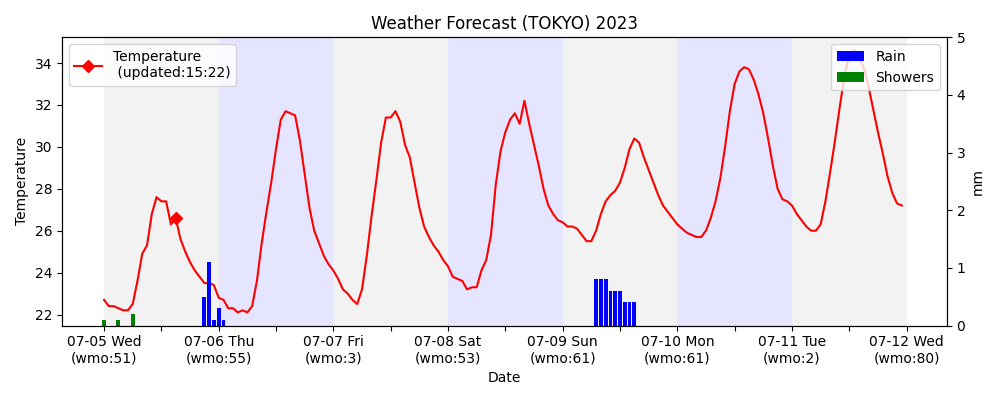 Weather Forecast (TOKYO) 2023
Temperature
(updated:15:22)
Rain
Showers
34
32
30
28
26
24
22
Temperature
5
4
3
2
1
0
mm
07-05 Wed
(wmo:51)
07-06 Thu
(wmo:55)
07-07 Fri
(wmo:3)
07-08 Sat
(wmo:53)
07-09 Sun
(wmo:61)
07-10 Mon
(wmo:61)
07-11 Tue
(wmo:2)
07-12 Wed
(wmo:80)
Date